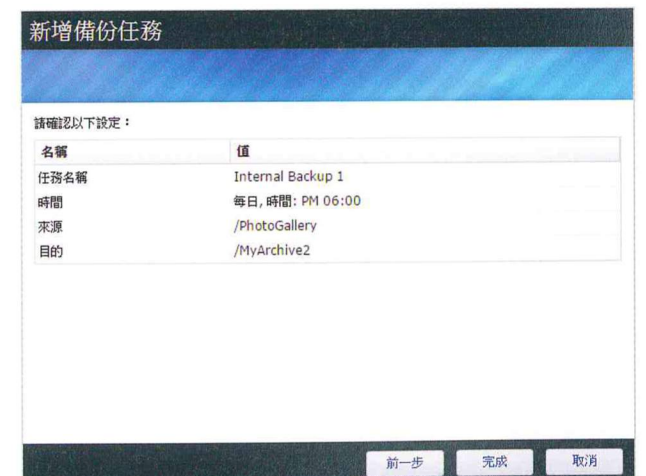 新增備份任務
請確認以下設定：
名稱 值
任務名稱 Internal Backup 1
時間 每日, 時間: PM 06:00
來源 /PhotoGallery
目的 /MyArchive2
前一步 完成 取消